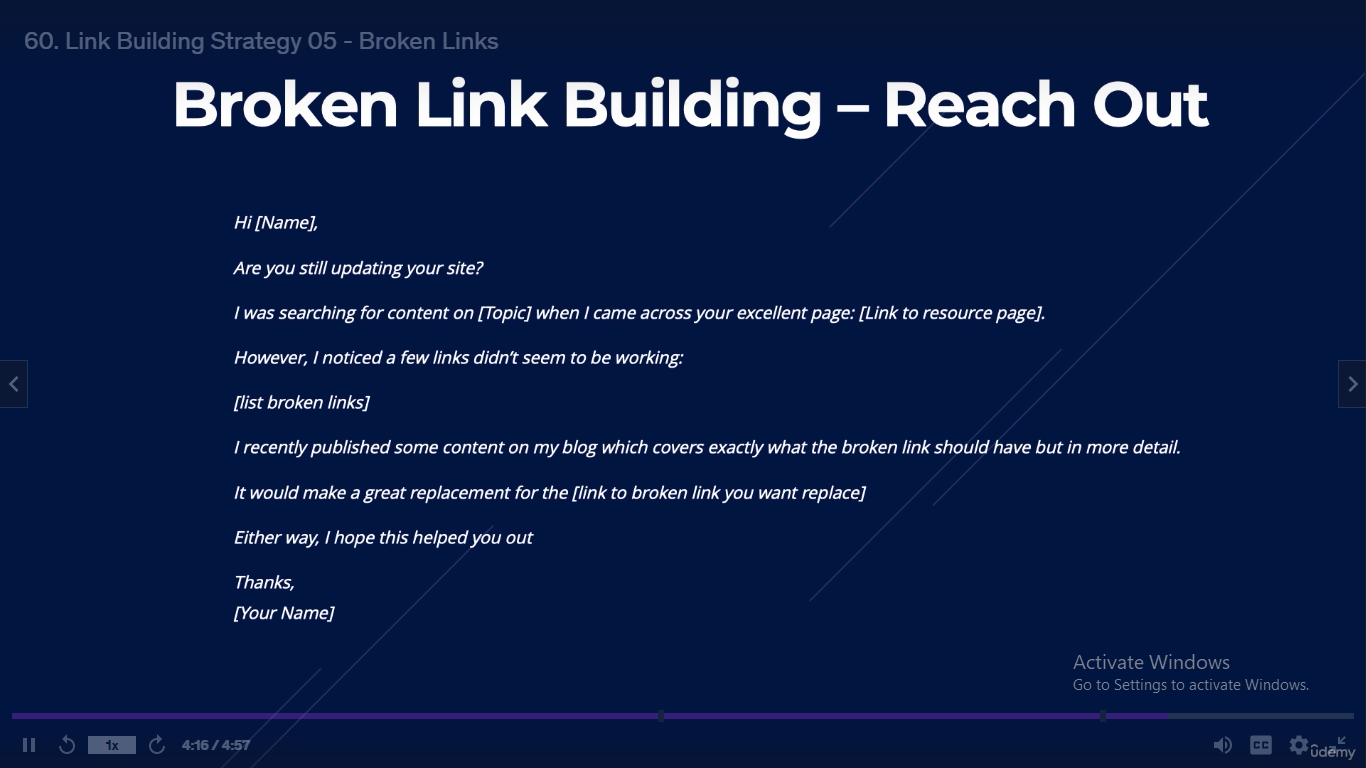 60. Link Building Strategy 05 - Broken Links
Broken Link Building – Reach Out
Hi [Name],
Are you still updating your site?
I was searching for content on [Topic] when I came across your excellent page: [Link to resource page].
However, I noticed a few links didn’t seem to be working:
[list broken links]
I recently published some content on my blog which covers exactly what the broken link should have but in more detail.
It would make a great replacement for the [link to broken link you want replace]
Either way, I hope this helped you out
Thanks,
[Your Name]
Activate Windows
Go to Settings to activate Windows.
1x
4:16 / 4:57
CC
ûdemy